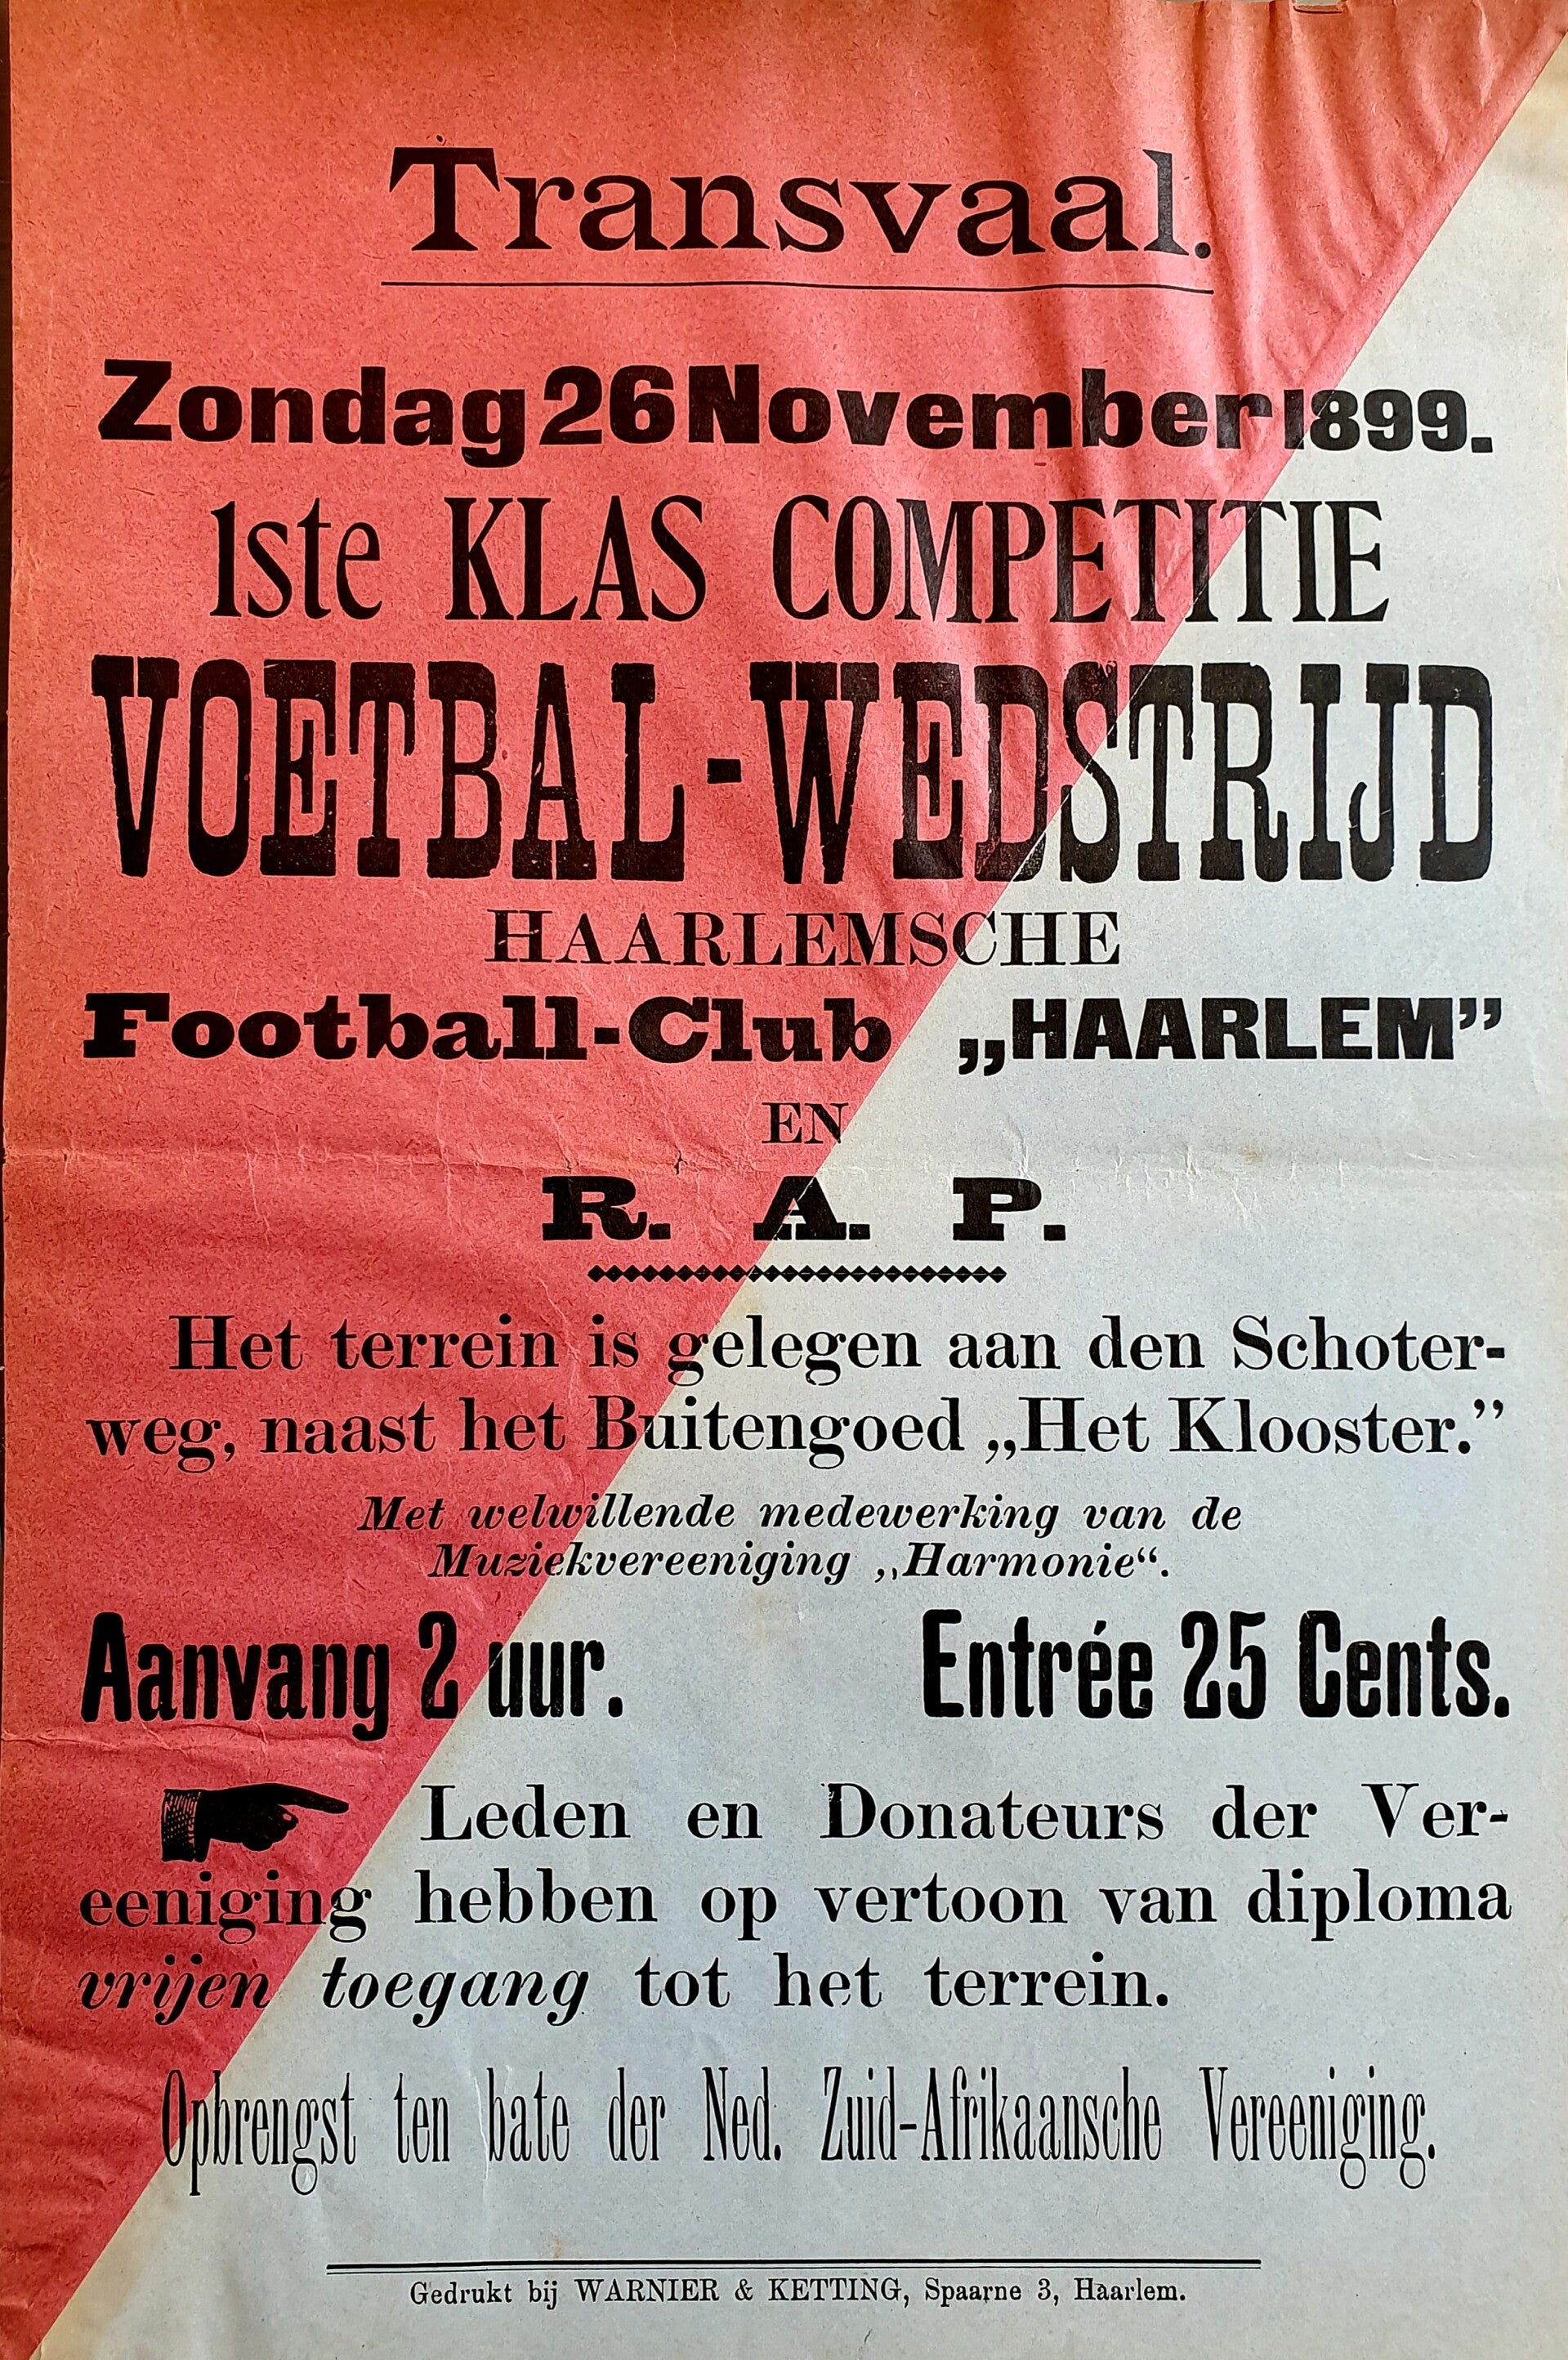 Transvaal.
Zondag 26 November 1899.
1ste KLAS COMPETITIE
VOETBAL-WEDSTRIJD
HAARLEMSCHE
Football-Club „HAARLEM”
EN
R. A. P.
Het terrein is gelegen aan den Schoter-
weg, naast het Buitengoed „Het Klooster.”
Met welwillende medewerking van de
Muziekvereeniging „Harmonie“.
Aanvang 2 uur. Entrée 25 Cents.
Leden en Donateurs der Ver-
eeniging hebben op vertoon van diploma
vrijen toegang tot het terrein.
Opbrengst ten bate der Ned. Zuid-Afrikaansche Vereeniging.
Gedrukt bij WARNIER & KETTING, Spaarne 3, Haarlem.